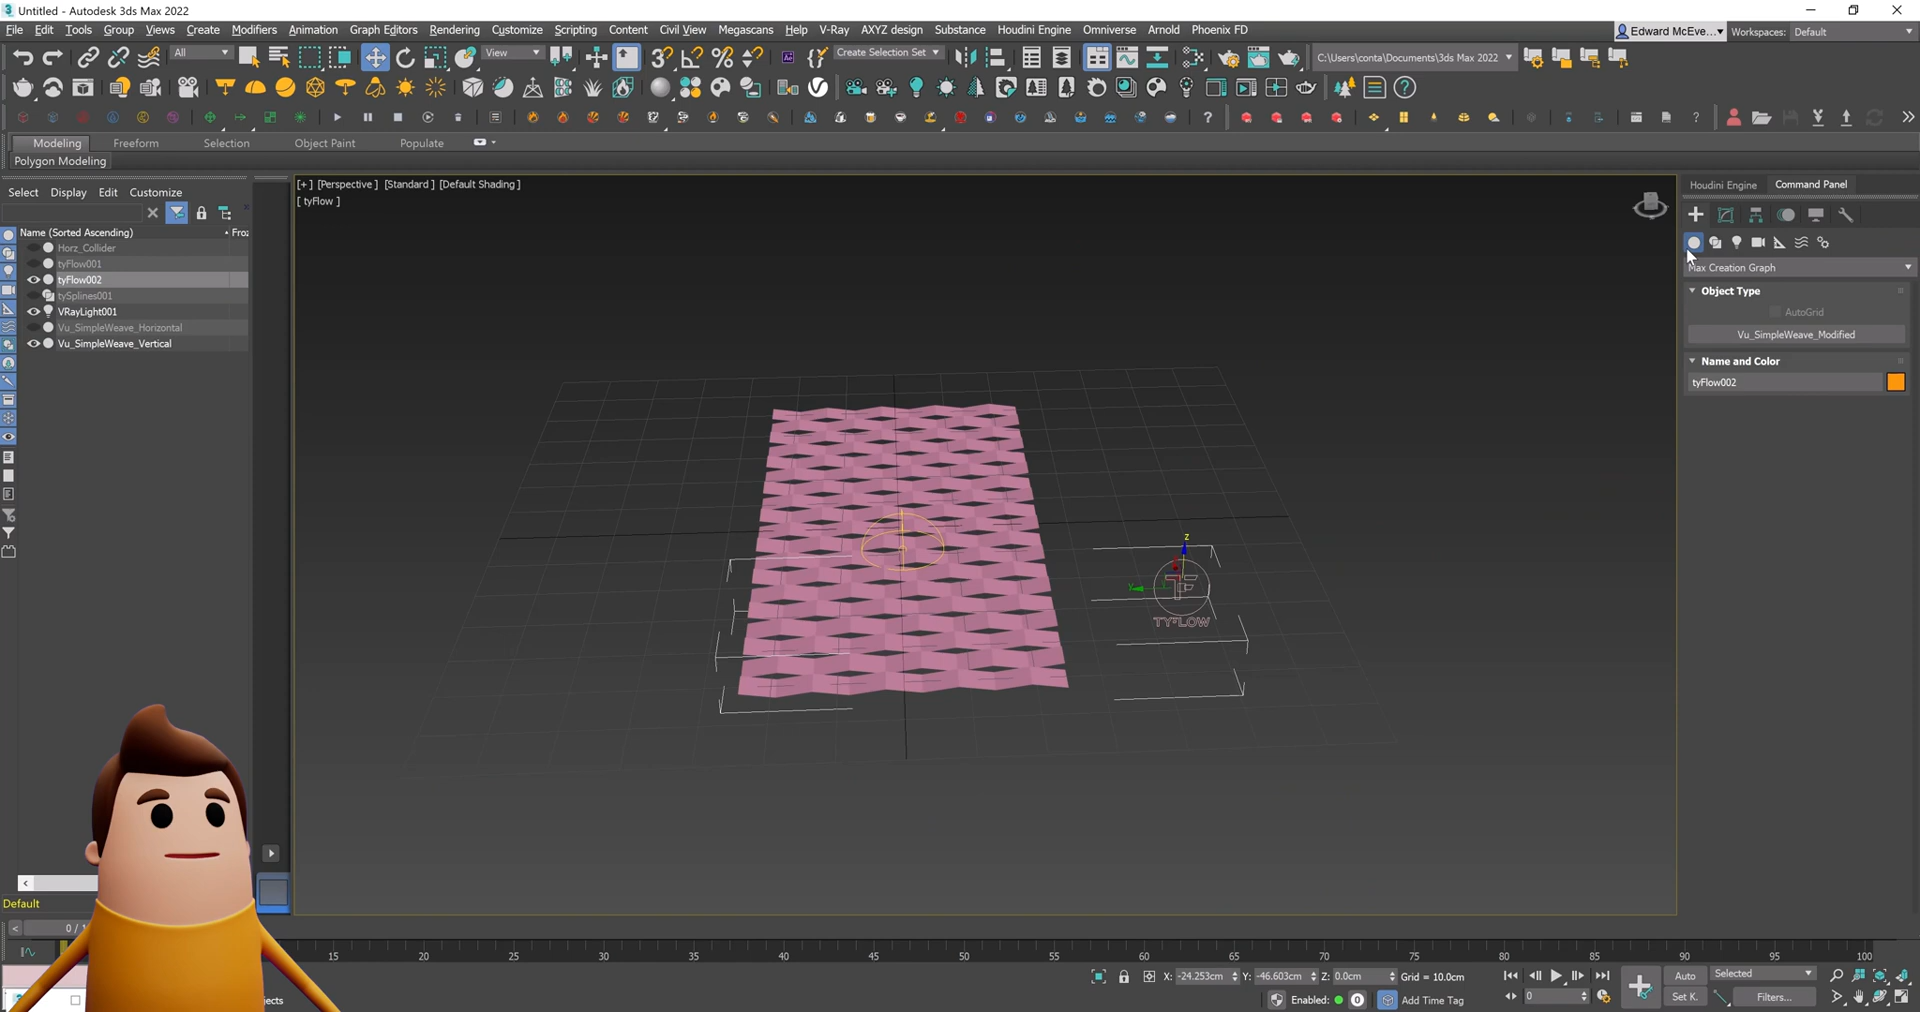 Untitled - Autodesk 3ds Max 2022
File Edit Tools Group Views Create Modifiers Animation Graph Editors Rendering Customize Scripting Content Civil View Megascans Help V-Ray AXYZ design Substance Houdini Engine Omniverse Arnold Phoenix FD
Edward McEve... Workspaces: Default
All View Create Selection Set C:\Users\conta\Documents\3ds Max 2022
Modeling Freeform Selection Object Paint Populate
Polygon Modeling
Select Display Edit Customize
Name (Sorted Ascending) Froz
Horz_Collider
tyFlow001
tyFlow002
tySplines001
VRayLight001
Vu_SimpleWeave_Horizontal
Vu_SimpleWeave_Vertical
Default
[+] [Perspective] [Standard] [Default Shading]
[ tyFlow ]
z
Y
TF
TYFLOW
Houdini Engine Command Panel
Max Creation Graph
Object Type
AutoGrid
Vu_SimpleWeave_Modified
Name and Color
tyFlow002
0 / 1
15 20 25 30 35 40 45 50 55 60 65 70 75 80 85 90 95 100
X: -24.253cm Y: -46.603cm Z: 0.0cm Grid = 10.0cm
Auto Selected
jects
Enabled: 0 Add Time Tag
0 Set K. Filters...